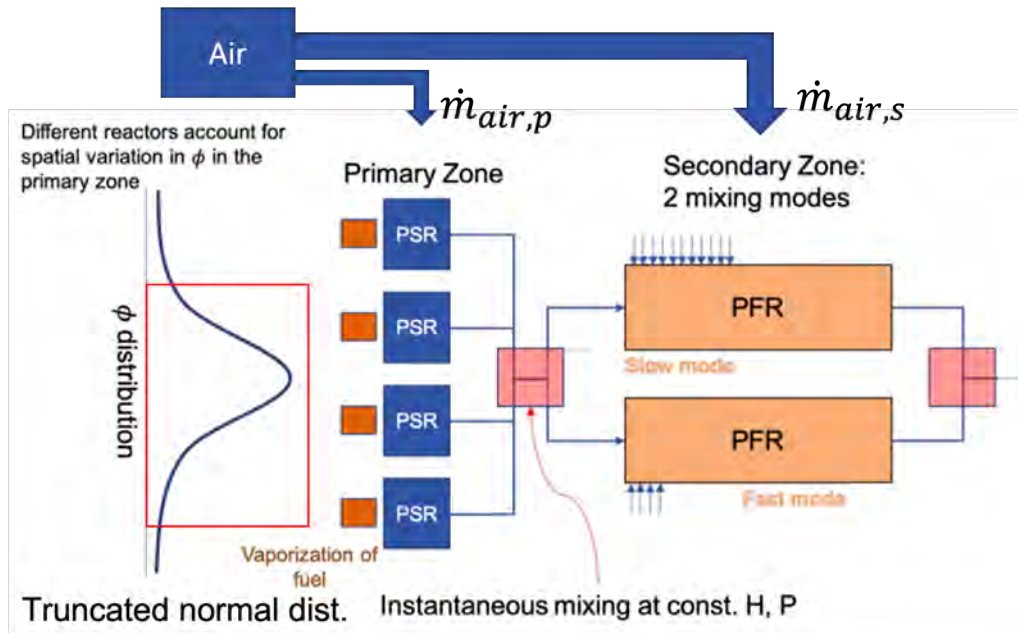 Air
ṁ_air,p
ṁ_air,s
Different reactors account for
spatial variation in ϕ in the
primary zone
Primary Zone
Secondary Zone:
2 mixing modes
ϕ distribution
PSR
PSR
PSR
PSR
PFR
Slow mode
PFR
Fast mode
Vaporization of
fuel
Truncated normal dist.
Instantaneous mixing at const. H, P